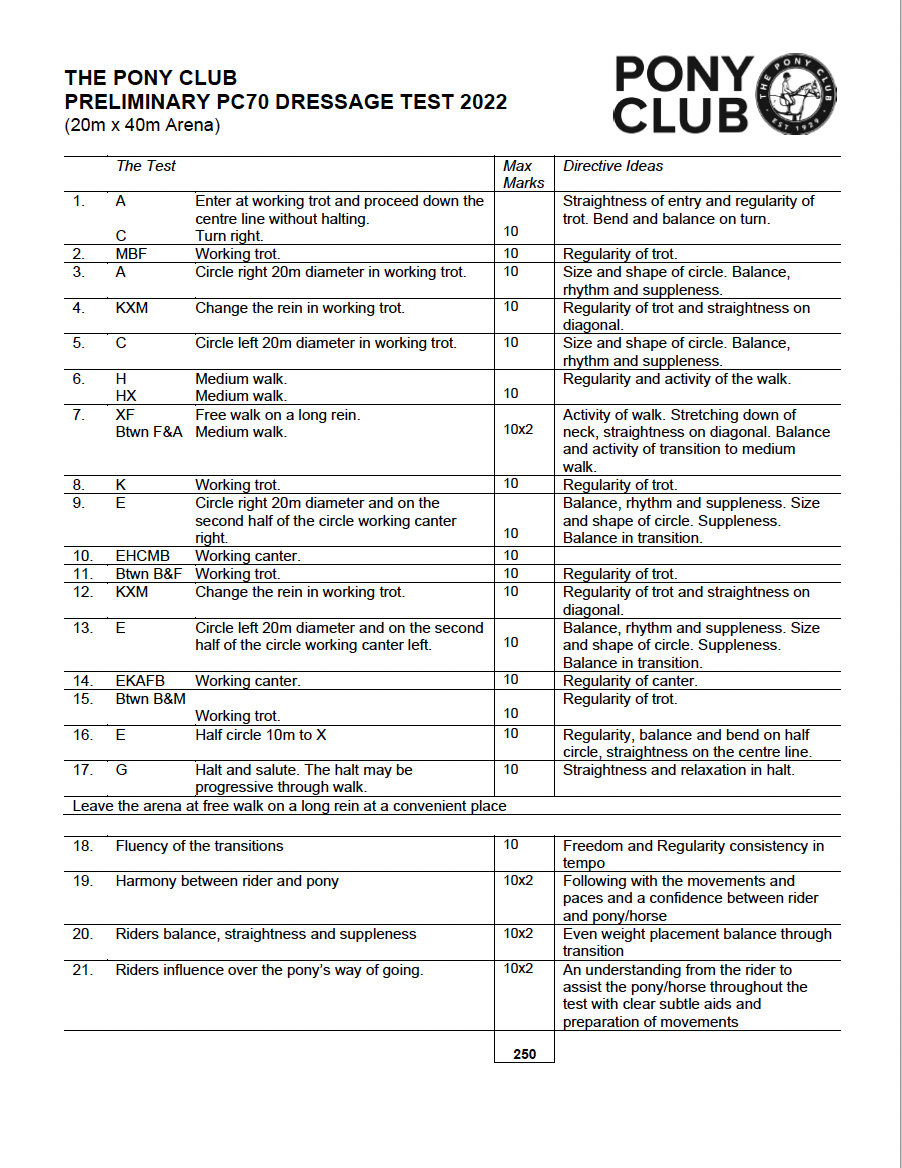 THE PONY CLUB
PRELIMINARY PC70 DRESSAGE TEST 2022
(20m x 40m Arena)
PONY
CLUB
THE PONY CLUB
EST 1929
The Test Max Marks Directive Ideas
1. A Enter at working trot and proceed down the centre line without halting.
C Turn right. 10 Straightness of entry and regularity of trot. Bend and balance on turn.
2. MBF Working trot. 10 Regularity of trot.
3. A Circle right 20m diameter in working trot. 10 Size and shape of circle. Balance, rhythm and suppleness.
4. KXM Change the rein in working trot. 10 Regularity of trot and straightness on diagonal.
5. C Circle left 20m diameter in working trot. 10 Size and shape of circle. Balance, rhythm and suppleness.
6. H Medium walk.
HX Medium walk. 10 Regularity and activity of the walk.
7. XF Free walk on a long rein.
Btwn F&A Medium walk. 10x2 Activity of walk. Stretching down of neck, straightness on diagonal. Balance and activity of transition to medium walk.
8. K Working trot. 10 Regularity of trot.
9. E Circle right 20m diameter and on the second half of the circle working canter right. 10 Balance, rhythm and suppleness. Size and shape of circle. Suppleness. Balance in transition.
10. EHCMB Working canter. 10
11. Btwn B&F Working trot. 10 Regularity of trot.
12. KXM Change the rein in working trot. 10 Regularity of trot and straightness on diagonal.
13. E Circle left 20m diameter and on the second half of the circle working canter left. 10 Balance, rhythm and suppleness. Size and shape of circle. Suppleness. Balance in transition.
14. EKAFB Working canter. 10 Regularity of canter.
15. Btwn B&M Working trot. 10 Regularity of trot.
16. E Half circle 10m to X 10 Regularity, balance and bend on half circle, straightness on the centre line.
17. G Halt and salute. The halt may be progressive through walk. 10 Straightness and relaxation in halt.
Leave the arena at free walk on a long rein at a convenient place
18. Fluency of the transitions 10 Freedom and Regularity consistency in tempo
19. Harmony between rider and pony 10x2 Following with the movements and paces and a confidence between rider and pony/horse
20. Riders balance, straightness and suppleness 10x2 Even weight placement balance through transition
21. Riders influence over the pony's way of going. 10x2 An understanding from the rider to assist the pony/horse throughout the test with clear subtle aids and preparation of movements
250